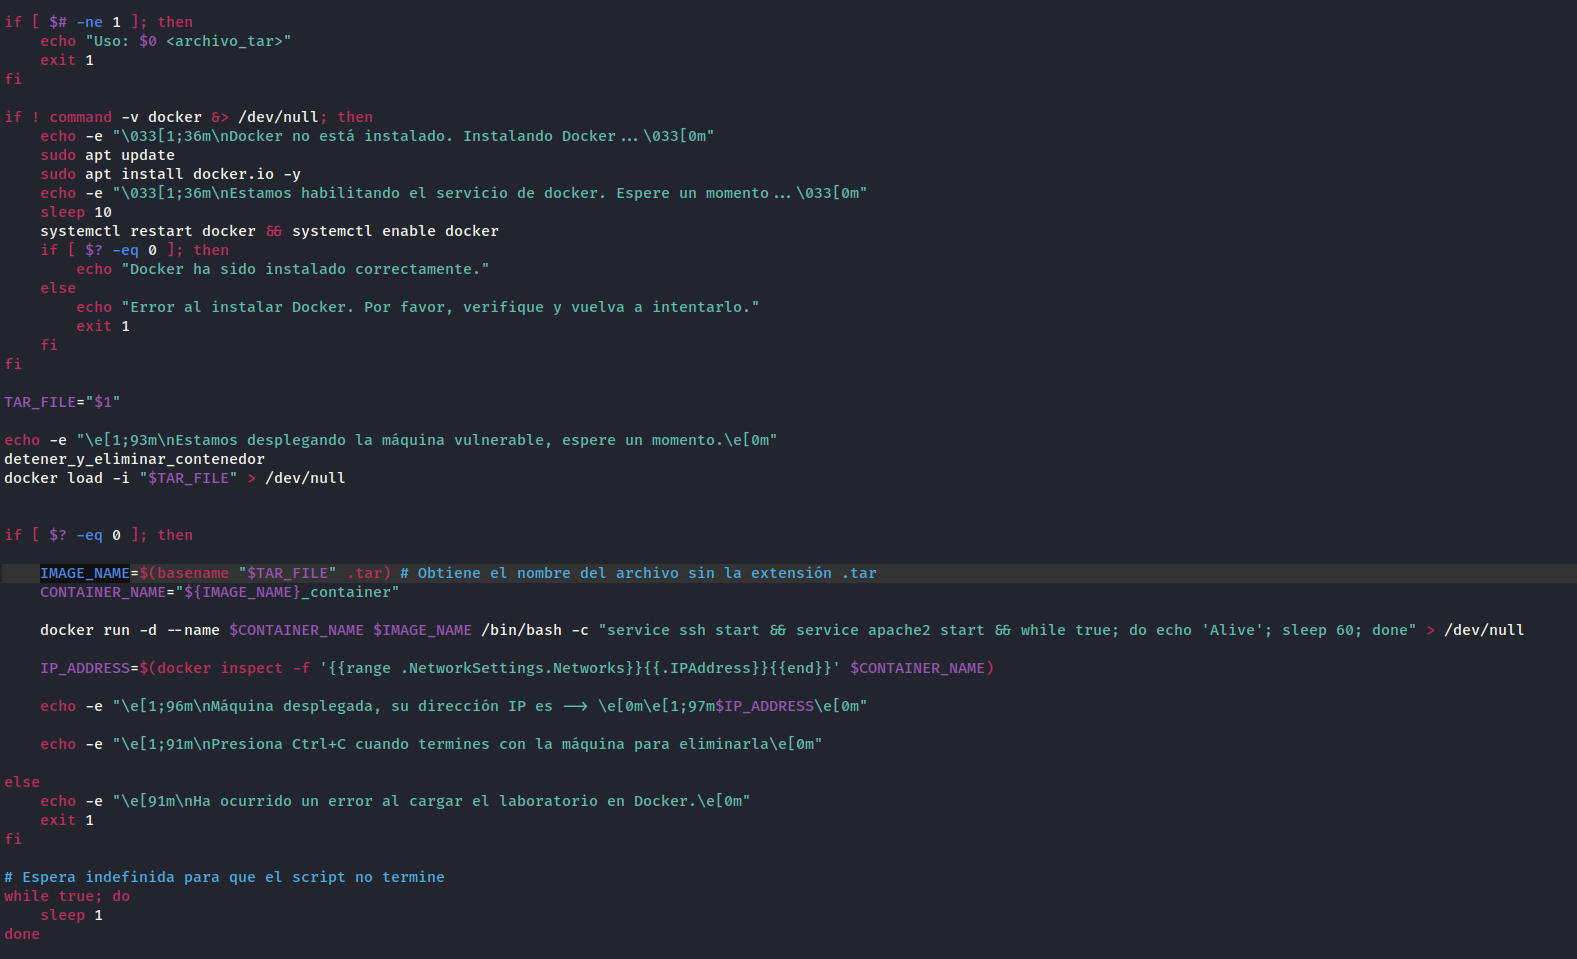 if [ $# -ne 1 ]; then
    echo "Uso: $0 <archivo_tar>"
    exit 1
fi

if ! command -v docker &> /dev/null; then
    echo -e "\033[1;36m\nDocker no está instalado. Instalando Docker...\033[0m"
    sudo apt update
    sudo apt install docker.io -y
    echo -e "\033[1;36m\nEstamos habilitando el servicio de docker. Espere un momento...\033[0m"
    sleep 10
    systemctl restart docker && systemctl enable docker
    if [ $? -eq 0 ]; then
        echo "Docker ha sido instalado correctamente."
    else
        echo "Error al instalar Docker. Por favor, verifique y vuelva a intentarlo."
        exit 1
    fi
fi

TAR_FILE="$1"

echo -e "\e[1;93m\nEstamos desplegando la máquina vulnerable, espere un momento.\e[0m"
detener_y_eliminar_contenedor
docker load -i "$TAR_FILE" > /dev/null


if [ $? -eq 0 ]; then

    IMAGE_NAME=$(basename "$TAR_FILE" .tar) # Obtiene el nombre del archivo sin la extensión .tar
    CONTAINER_NAME="${IMAGE_NAME}_container"

    docker run -d --name $CONTAINER_NAME $IMAGE_NAME /bin/bash -c "service ssh start && service apache2 start && while true; do echo 'Alive'; sleep 60; done" > /dev/null

    IP_ADDRESS=$(docker inspect -f '{{range .NetworkSettings.Networks}}{{.IPAddress}}{{end}}' $CONTAINER_NAME)

    echo -e "\e[1;96m\nMáquina desplegada, su dirección IP es --> \e[0m\e[1;97m$IP_ADDRESS\e[0m"

    echo -e "\e[1;91m\nPresiona Ctrl+C cuando termines con la máquina para eliminarla\e[0m"

else
    echo -e "\e[91m\nHa ocurrido un error al cargar el laboratorio en Docker.\e[0m"
    exit 1
fi

# Espera indefinida para que el script no termine
while true; do
    sleep 1
done